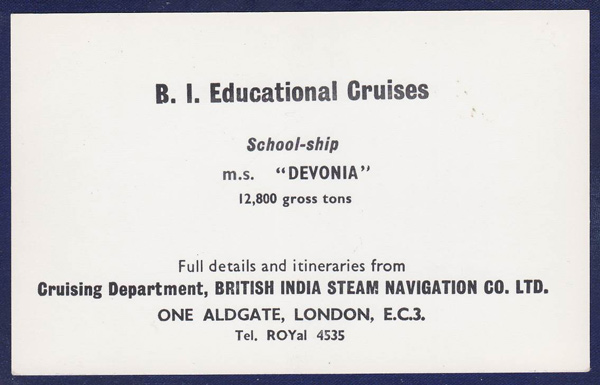 B. I. Educational Cruises
School-ship
m.s. "DEVONIA"
12,800 gross tons
Full details and itineraries from
Cruising Department, BRITISH INDIA STEAM NAVIGATION CO. LTD.
ONE ALDGATE, LONDON, E.C.3.
Tel. ROYal 4535